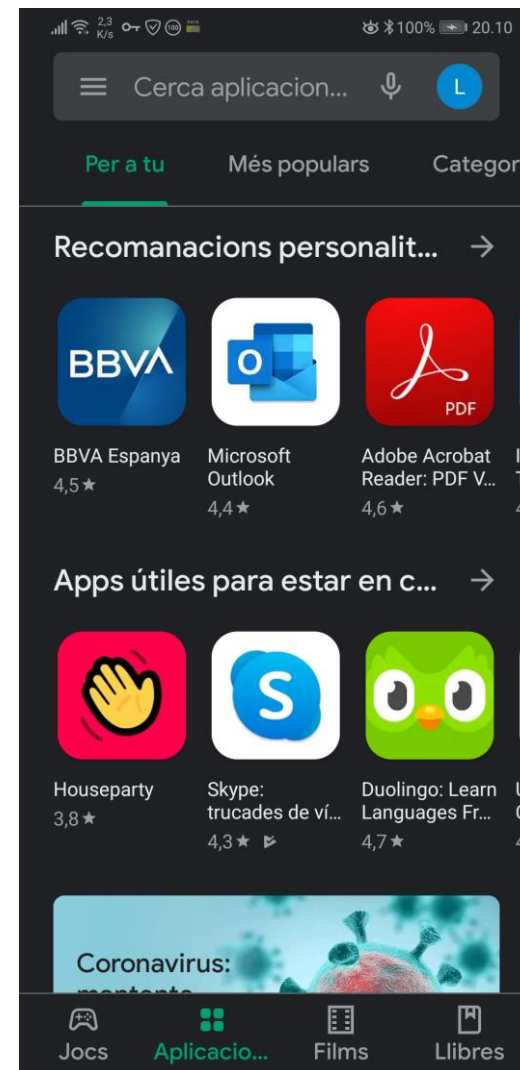 2,3
K/s
100
100%
20.10
Cerca aplicacion...
L
Per a tu
Més populars
Categor
Recomanacions personalit...
BBVA
O
PDF
BBVA Espanya
4,5★
Microsoft
Outlook
4,4★
Adobe Acrobat
Reader: PDF V...
4,6★
Apps útiles para estar en c...
S
Houseparty
3,8★
Skype:
trucades de ví...
4,3★
Duolingo: Learn
Languages Fr...
4,7★
Coronavirus:
Jocs
Aplicacio...
Films
Llibres